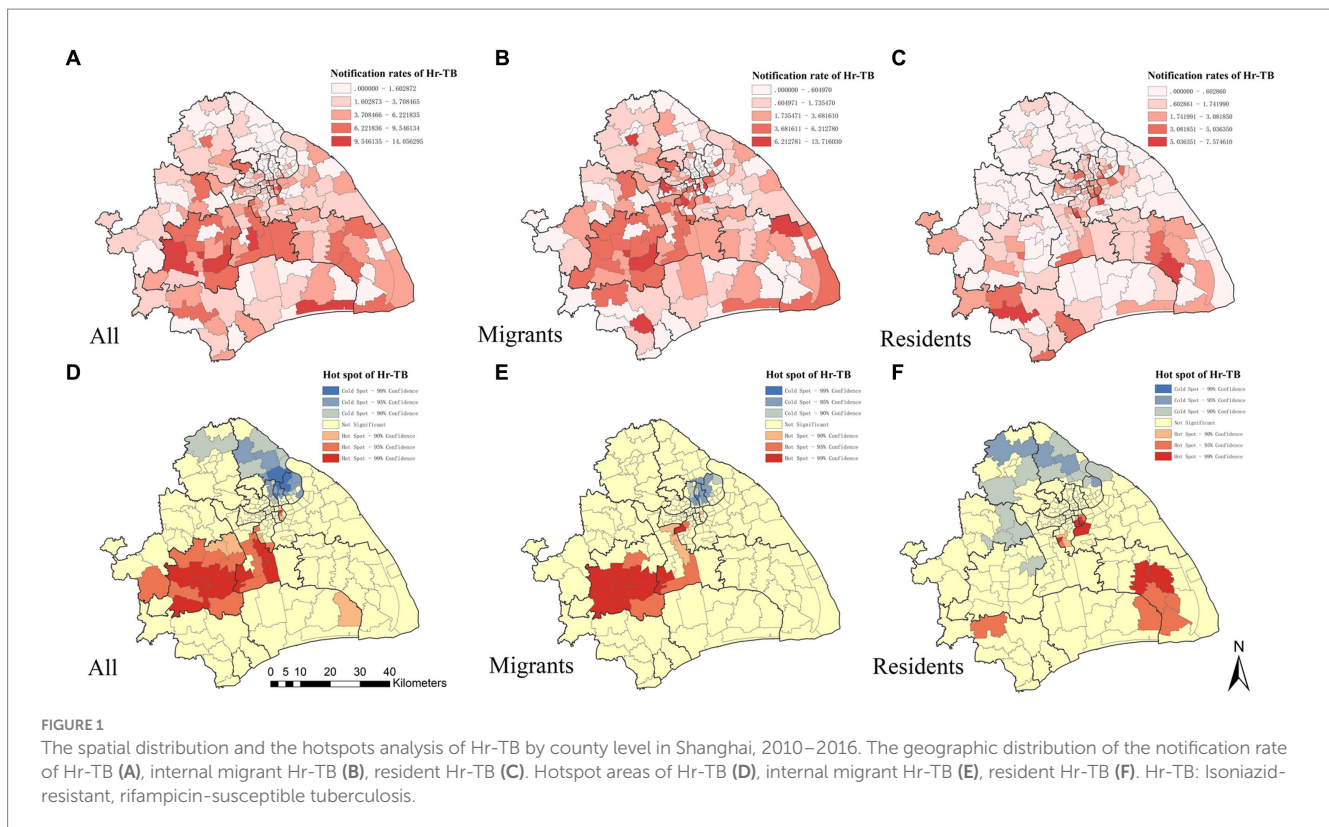 A
Notification rates of Hr-TB
.000000 - 1.602872
1.602873 - 3.708465
3.708466 - 6.221835
6.221836 - 9.546134
9.546135 - 14.056295
All
B
Notification rate of Hr-TB
.000000 - .604970
.604971 - 1.735470
1.735471 - 3.681610
3.681611 - 6.212780
6.212781 - 13.716030
Migrants
C
Notification rates of Hr-TB
.000000 - .602860
.602861 - 1.741990
1.741991 - 3.081850
3.081851 - 5.036350
5.036351 - 7.574610
Residents
D
Hot spot of Hr-TB
Cold Spot - 99% Confidence
Cold Spot - 95% Confidence
Cold Spot - 90% Confidence
Not Significant
Hot Spot - 90% Confidence
Hot Spot - 95% Confidence
Hot Spot - 99% Confidence
All
0 5 10 20 30 40
Kilometers
E
Hot spot of Hr-TB
Cold Spot - 99% Confidence
Cold Spot - 95% Confidence
Cold Spot - 90% Confidence
Not Significant
Hot Spot - 90% Confidence
Hot Spot - 95% Confidence
Hot Spot - 99% Confidence
Migrants
F
Hot spot of Hr-TB
Cold Spot - 99% Confidence
Cold Spot - 95% Confidence
Cold Spot - 90% Confidence
Not Significant
Hot Spot - 90% Confidence
Hot Spot - 95% Confidence
Hot Spot - 99% Confidence
Residents
N
FIGURE 1
The spatial distribution and the hotspots analysis of Hr-TB by county level in Shanghai, 2010–2016. The geographic distribution of the notification rate
of Hr-TB (A), internal migrant Hr-TB (B), resident Hr-TB (C). Hotspot areas of Hr-TB (D), internal migrant Hr-TB (E), resident Hr-TB (F). Hr-TB: Isoniazid-
resistant, rifampicin-susceptible tuberculosis.